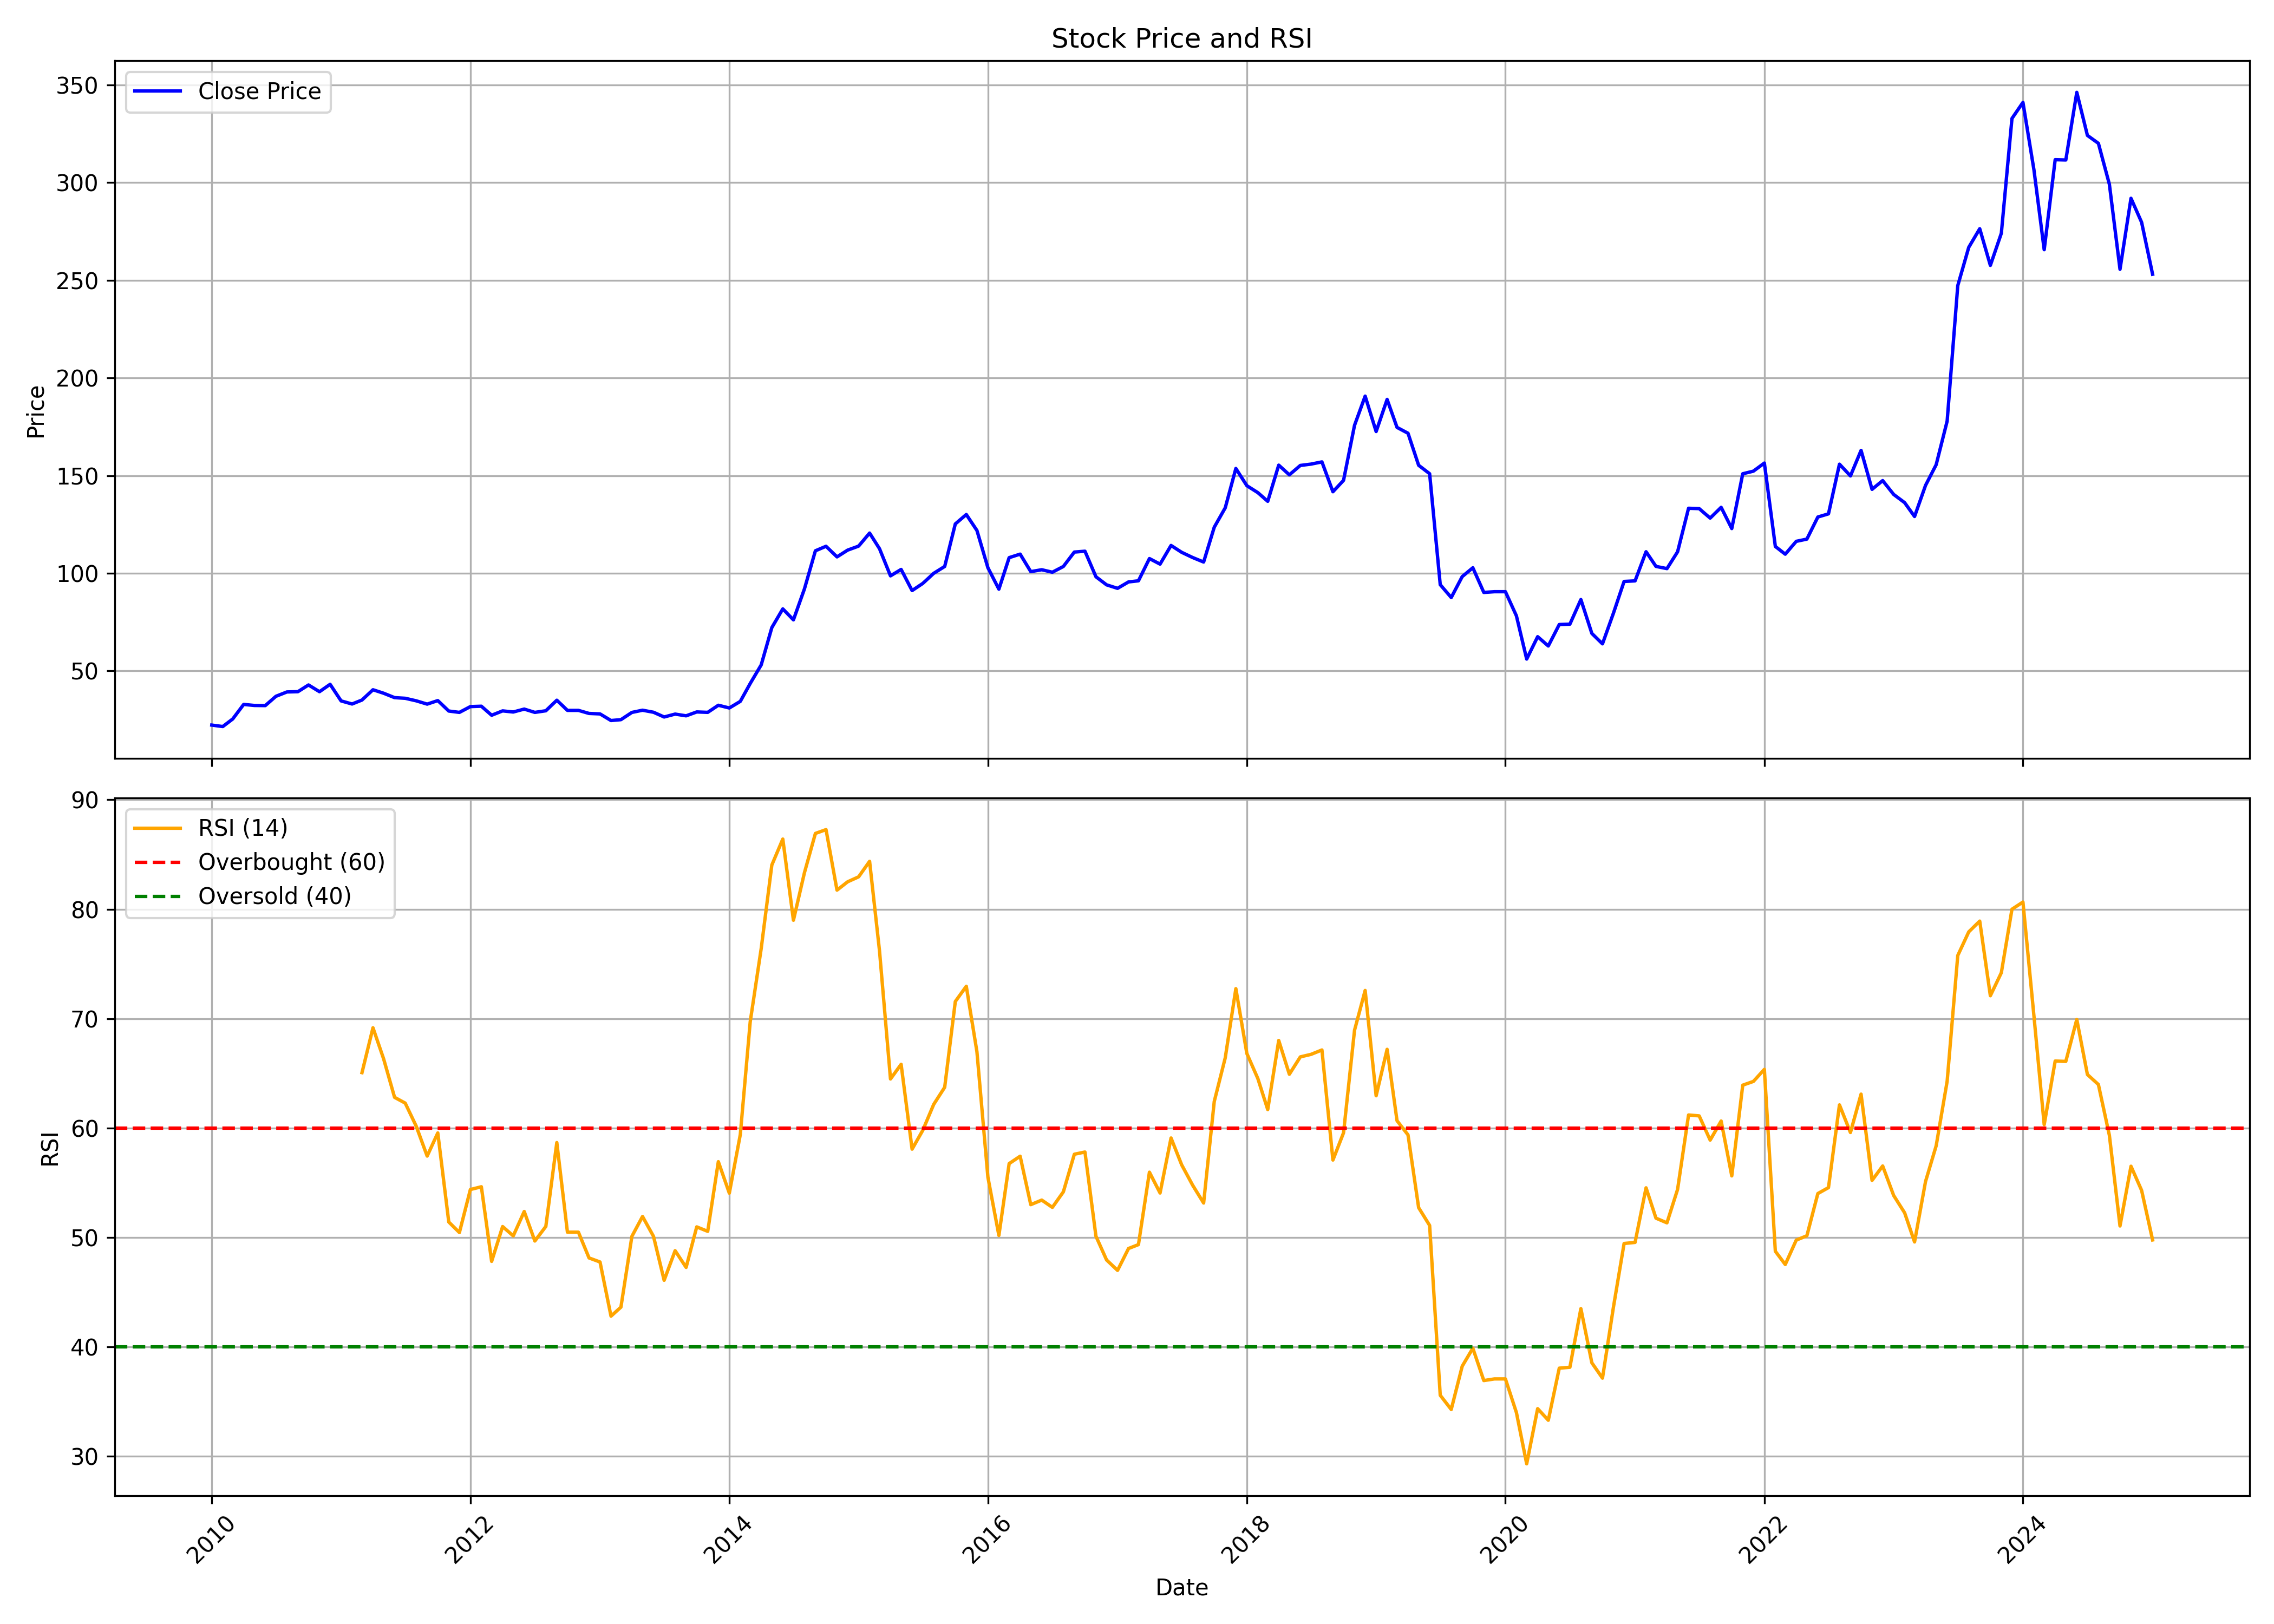 Stock Price and RSI
Close Price
350
300
250
200
150
100
50
Price
RSI (14)
Overbought (60)
Oversold (40)
90
80
70
60
50
40
30
RSI
2010
2012
2014
2016
2018
2020
2022
2024
Date